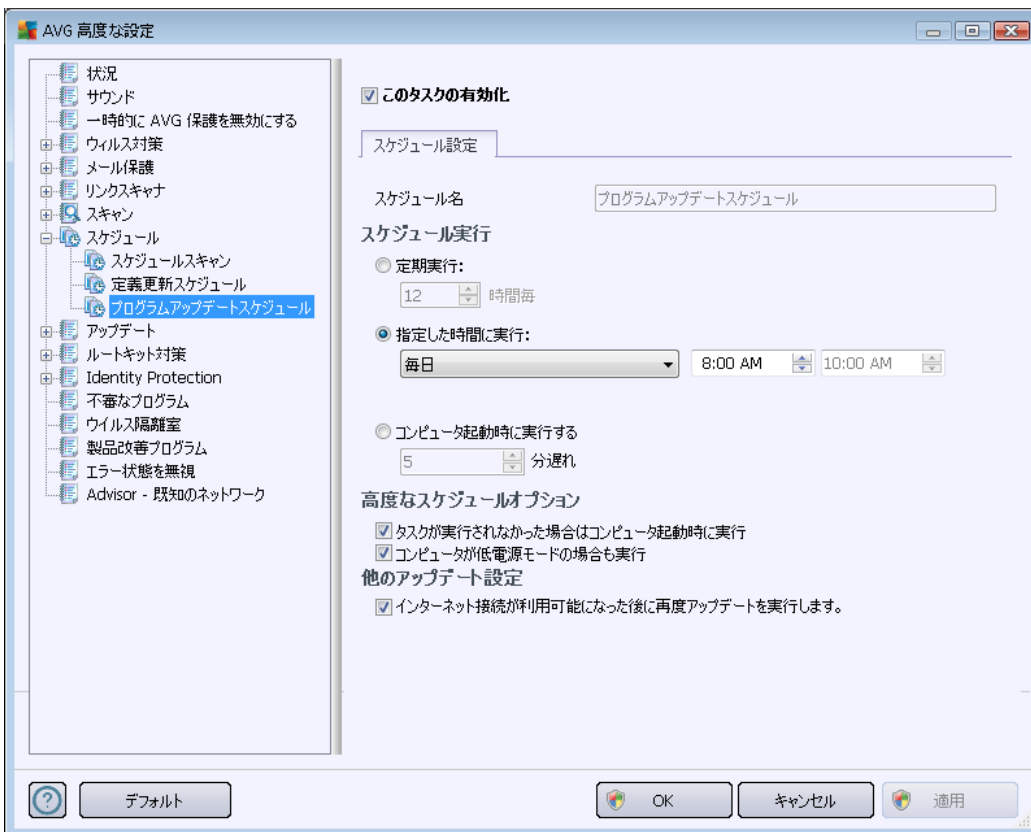 AVG 高度な設定
状況
サウンド
一時的に AVG 保護を無効にする
ウィルス対策
メール保護
リンクスキャナ
スキャン
スケジュール
スケジュールスキャン
定義更新スケジュール
プログラムアップデートスケジュール
アップデート
ルートキット対策
Identity Protection
不審なプログラム
ウイルス隔離室
製品改善プログラム
エラー状態を無視
Advisor - 既知のネットワーク
このタスクの有効化
スケジュール設定
スケジュール名 プログラムアップデートスケジュール
スケジュール実行
定期実行:
12 時間毎
指定した時間に実行:
毎日 8:00 AM 10:00 AM
コンピュータ起動時に実行する
5 分遅れ
高度なスケジュールオプション
タスクが実行されなかった場合はコンピュータ起動時に実行
コンピュータが低電源モードの場合も実行
他のアップデート設定
インターネット接続が利用可能になった後に再度アップデートを実行します。
? デフォルト OK キャンセル 適用